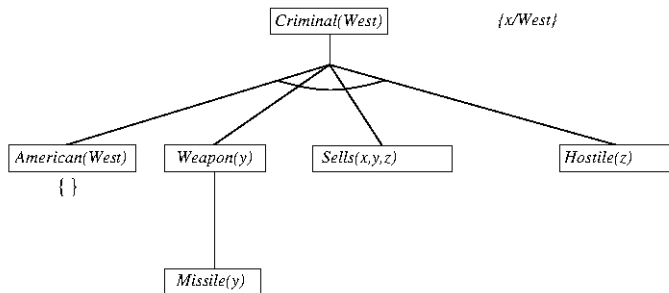 Criminal(West) {x/West}
American(West) Weapon(y) Sells(x,y,z) Hostile(z)
{ }
Missile(y)